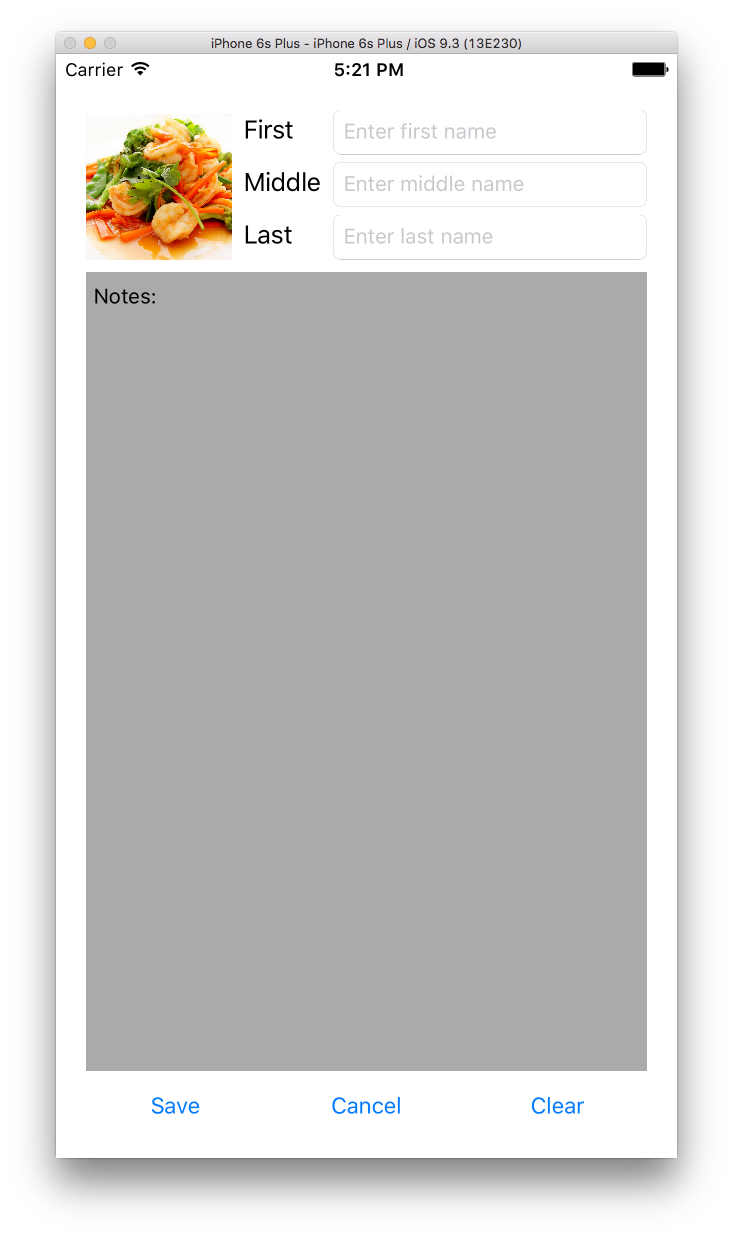 iPhone 6s Plus - iPhone 6s Plus / iOS 9.3 (13E230)
Carrier 5:21 PM
First Enter first name
Middle Enter middle name
Last Enter last name
Notes:
Save Cancel Clear